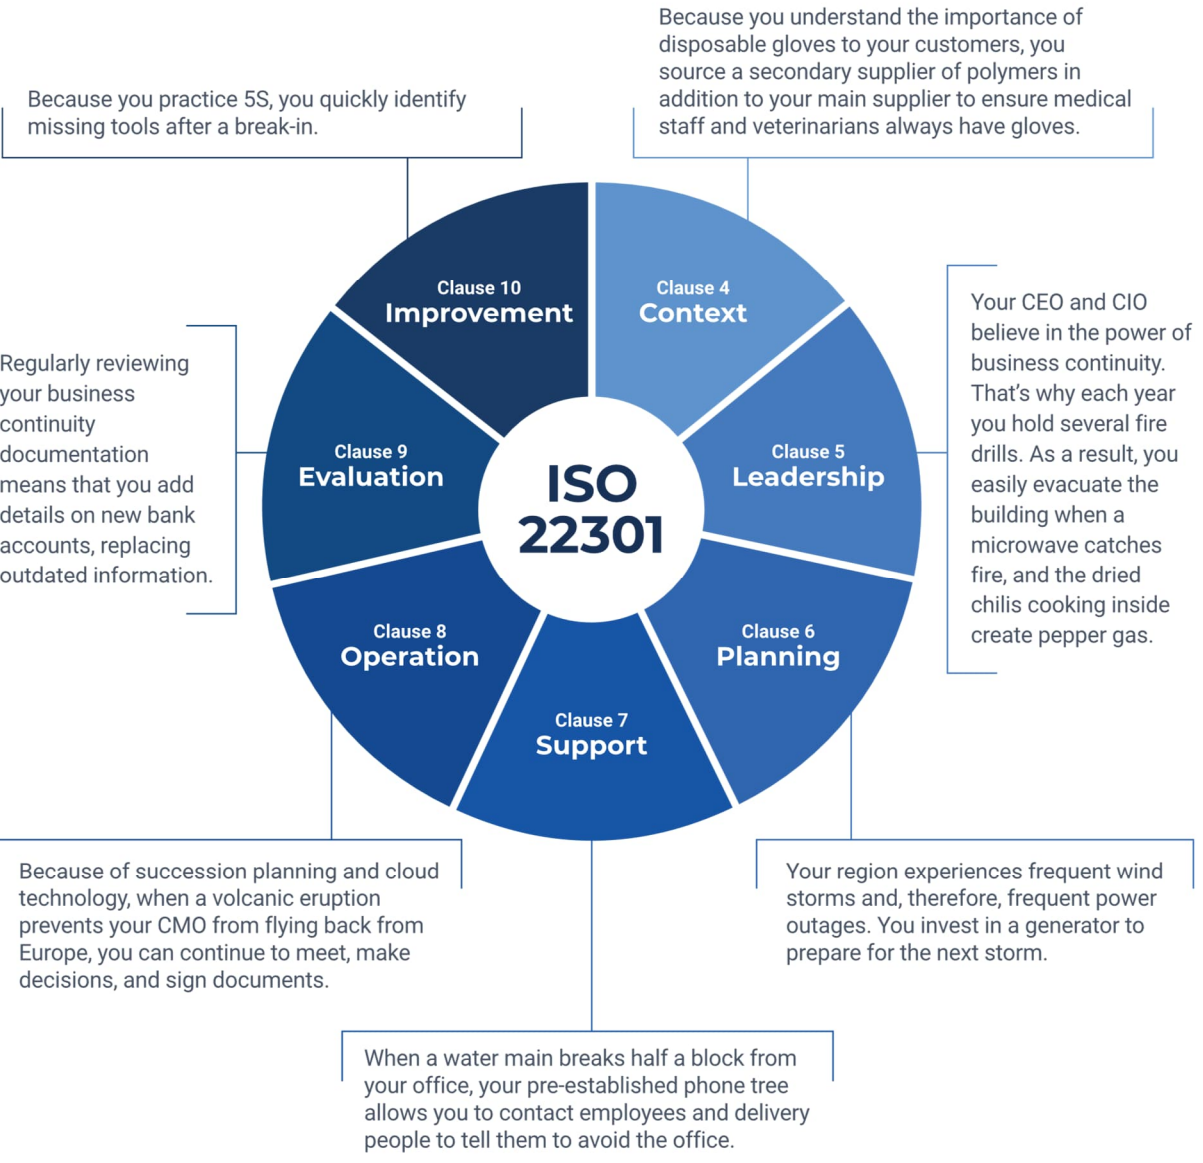 Because you understand the importance of
disposable gloves to your customers, you
source a secondary supplier of polymers in
addition to your main supplier to ensure medical
staff and veterinarians always have gloves.
Because you practice 5S, you quickly identify
missing tools after a break-in.
Clause 10
Improvement
Clause 4
Context
Your CEO and CIO
believe in the power of
business continuity.
That's why each year
you hold several fire
drills. As a result, you
easily evacuate the
building when a
microwave catches
fire, and the dried
chilis cooking inside
create pepper gas.
Regularly reviewing
your business
continuity
documentation
means that you add
details on new bank
accounts, replacing
outdated information.
Clause 9
Evaluation
Clause 5
Leadership
ISO
22301
Clause 8
Operation
Clause 6
Planning
Clause 7
Support
Because of succession planning and cloud
technology, when a volcanic eruption
prevents your CMO from flying back from
Europe, you can continue to meet, make
decisions, and sign documents.
Your region experiences frequent wind
storms and, therefore, frequent power
outages. You invest in a generator to
prepare for the next storm.
When a water main breaks half a block from
your office, your pre-established phone tree
allows you to contact employees and delivery
people to tell them to avoid the office.